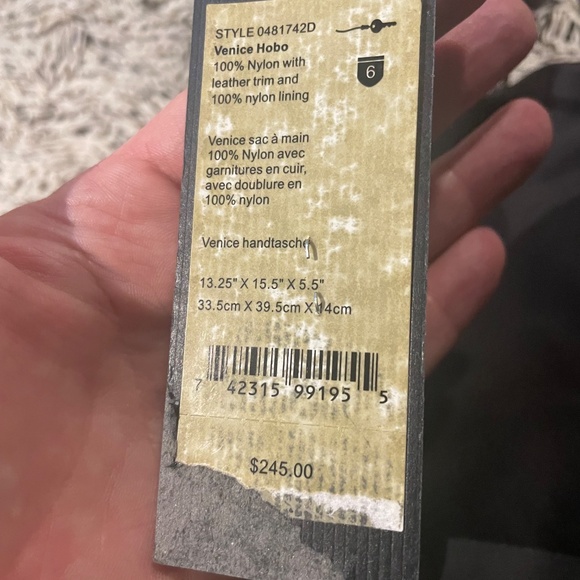 STYLE 0481742D
Venice Hobo
100% Nylon with
leather trim and
100% nylon lining
6
Venice sac à main
100% Nylon avec
garnitures en cuir,
avec doublure en
100% nylon
Venice handtasche
13.25" X 15.5" X 5.5"
33.5cm X 39.5cm X 14cm
7 42315 99195 5
$245.00